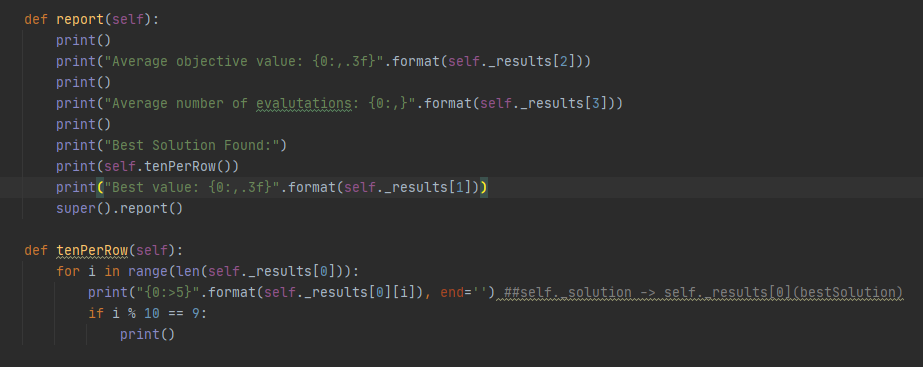 def report(self):
    print()
    print("Average objective value: {0:,.3f}".format(self._results[2]))
    print()
    print("Average number of evalutations: {0:,}".format(self._results[3]))
    print()
    print("Best Solution Found:")
    print(self.tenPerRow())
    print("Best value: {0:,.3f}".format(self._results[1]))
    super().report()

def tenPerRow(self):
    for i in range(len(self._results[0])):
        print("{0:>5}".format(self._results[0][i]), end='') ##self._solution -> self._results[0](bestSolution)
        if i % 10 == 9:
            print()